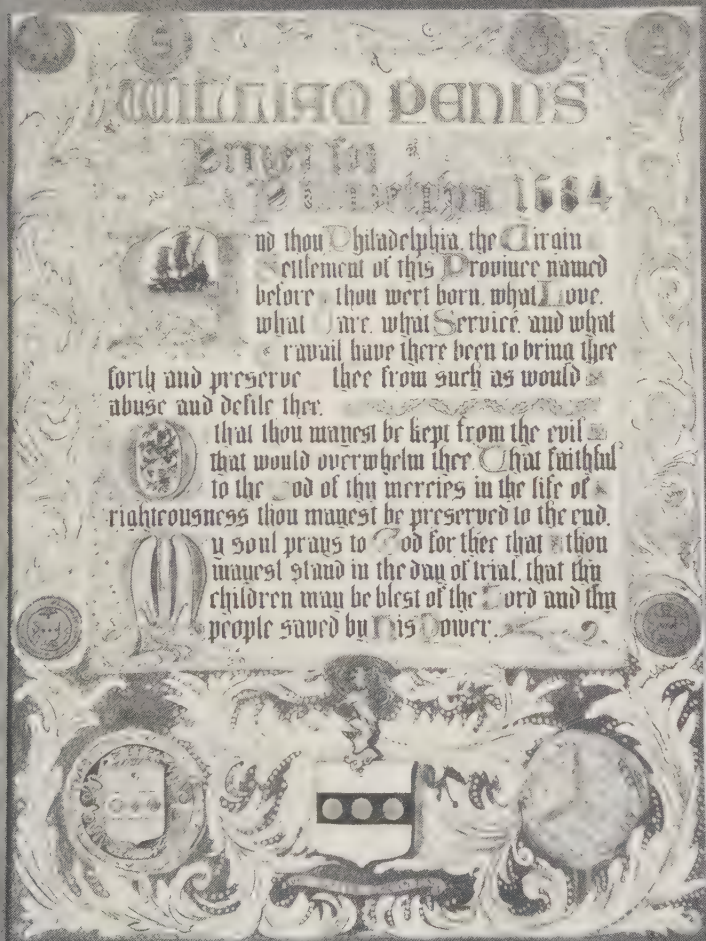 WILLIAM PENN'S
Prayer for
Philadelphia 1684
And thou Philadelphia, the Virgin
Settlement of this Province named
before thou wert born. what Love.
what Care. what Service. and what
Travail have there been to bring thee
forth and preserve thee from such as would
abuse and defile thee.
O that thou mayest be kept from the evil
that would overwhelm thee. That faithful
to the God of thy mercies in the life of
righteousness thou mayest be preserved to the end.
My soul prays to God for thee that thou
mayest stand in the day of trial, that thy
children may be blest of the Lord and thy
people saved by His Power.